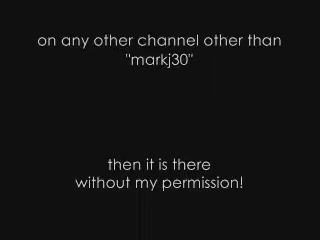 on any other channel other than
"markj30"
then it is there
without my permission!